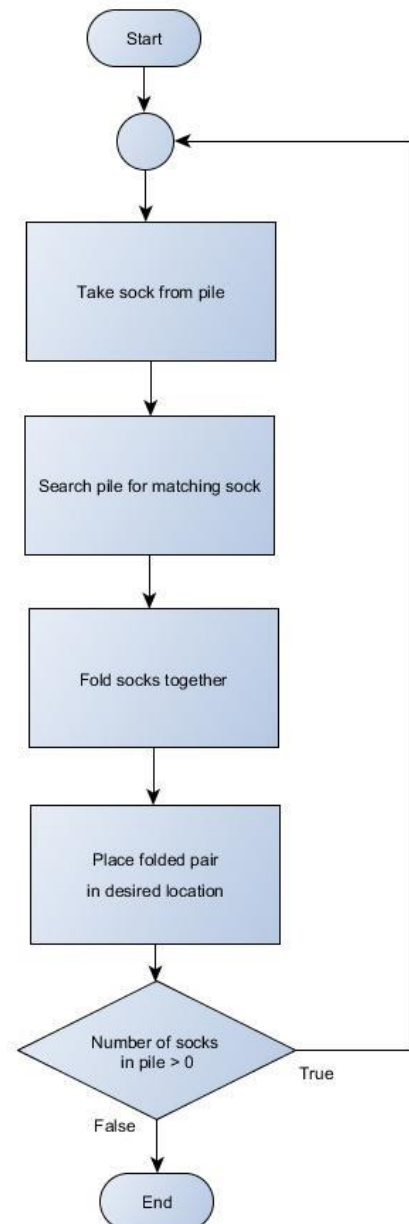 Start
Take sock from pile
Search pile for matching sock
Fold socks together
Place folded pair
in desired location
Number of socks
in pile > 0
True
False
End